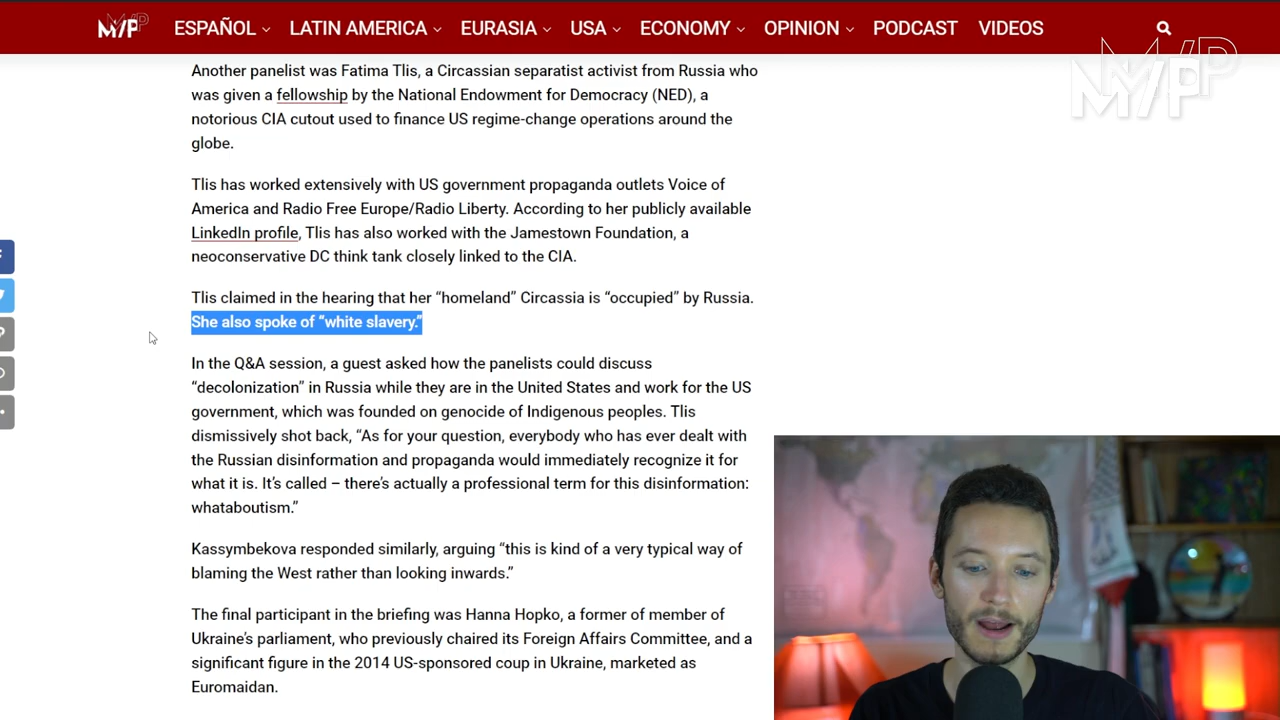 M/P ESPAÑOL LATIN AMERICA EURASIA USA ECONOMY OPINION PODCAST VIDEOS
M/P
Another panelist was Fatima Tlis, a Circassian separatist activist from Russia who
was given a fellowship by the National Endowment for Democracy (NED), a
notorious CIA cutout used to finance US regime-change operations around the
globe.
Tlis has worked extensively with US government propaganda outlets Voice of
America and Radio Free Europe/Radio Liberty. According to her publicly available
LinkedIn profile, Tlis has also worked with the Jamestown Foundation, a
neoconservative DC think tank closely linked to the CIA.
Tlis claimed in the hearing that her “homeland” Circassia is “occupied” by Russia.
She also spoke of “white slavery.”
In the Q&A session, a guest asked how the panelists could discuss
“decolonization” in Russia while they are in the United States and work for the US
government, which was founded on genocide of Indigenous peoples. Tlis
dismissively shot back, “As for your question, everybody who has ever dealt with
the Russian disinformation and propaganda would immediately recognize it for
what it is. It’s called – there’s actually a professional term for this disinformation:
whataboutism.”
Kassymbekova responded similarly, arguing “this is kind of a very typical way of
blaming the West rather than looking inwards.”
The final participant in the briefing was Hanna Hopko, a former of member of
Ukraine’s parliament, who previously chaired its Foreign Affairs Committee, and a
significant figure in the 2014 US-sponsored coup in Ukraine, marketed as
Euromaidan.